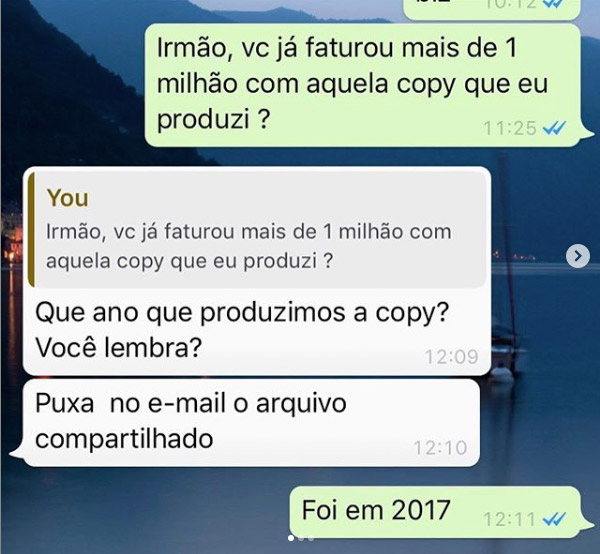 10:12
Irmão, vc já faturou mais de 1
milhão com aquela copy que eu
produzi ?
11:25
You
Irmão, vc já faturou mais de 1 milhão com
aquela copy que eu produzi ?
Que ano que produzimos a copy?
Você lembra?
12:09
Puxa no e-mail o arquivo
compartilhado
12:10
Foi em 2017
12:11